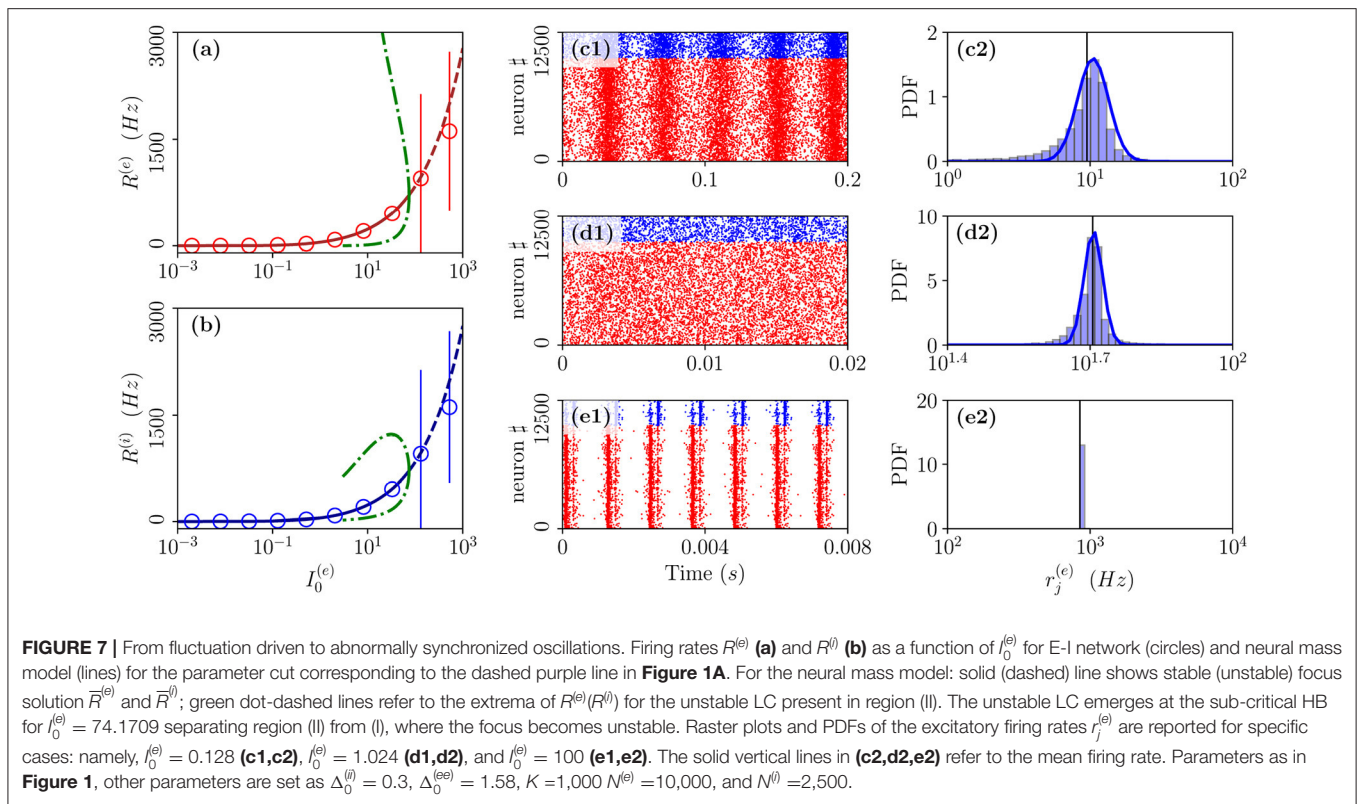 (a)
3000
1500
0
R^(e) (Hz)
10^−3 10^−1 10^1 10^3
(b)
3000
1500
0
R^(i) (Hz)
10^−3 10^−1 10^1 10^3
I_0^(e)
(c1)
12500
0
neuron ♯
0 0.1 0.2
(d1)
12500
0
neuron ♯
0 0.01 0.02
(e1)
12500
0
neuron ♯
0 0.004 0.008
Time (s)
(c2)
2
1
0
PDF
10^0 10^1 10^2
(d2)
10
5
0
PDF
10^1.4 10^1.7 10^2
(e2)
20
10
0
PDF
10^2 10^3 10^4
r_j^(e) (Hz)
FIGURE 7 | From fluctuation driven to abnormally synchronized oscillations. Firing rates R^(e) (a) and R^(i) (b) as a function of I_0^(e) for E-I network (circles) and neural mass
model (lines) for the parameter cut corresponding to the dashed purple line in Figure 1A. For the neural mass model: solid (dashed) line shows stable (unstable) focus
solution R̅^(e) and R̅^(i); green dot-dashed lines refer to the extrema of R^(e)(R^(i)) for the unstable LC present in region (II). The unstable LC emerges at the sub-critical HB
for I_0^(e) = 74.1709 separating region (II) from (I), where the focus becomes unstable. Raster plots and PDFs of the excitatory firing rates r_j^(e) are reported for specific
cases: namely, I_0^(e) = 0.128 (c1,c2), I_0^(e) = 1.024 (d1,d2), and I_0^(e) = 100 (e1,e2). The solid vertical lines in (c2,d2,e2) refer to the mean firing rate. Parameters as in
Figure 1, other parameters are set as Δ_0^(ii) = 0.3, Δ_0^(ee) = 1.58, K =1,000 N^(e) =10,000, and N^(i) =2,500.